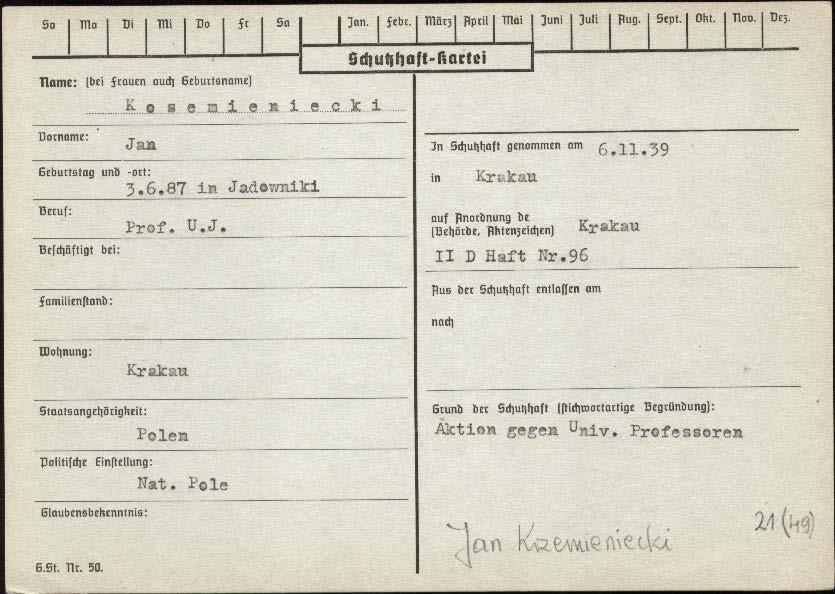 So Mo Di Mi Do Fr Sa Jan. Febr. März April Mai Juni Juli Aug. Sept. Okt. Nov. Dez.
Schutzhaft-Kartei
Name: (bei Frauen auch Geburtsname)
Kosemieniecki
Vorname:
Jan
Geburtstag und -ort:
3.6.87 in Jadowniki
Beruf:
Prof. U.J.
Beschäftigt bei:
Familienstand:
Wohnung:
Krakau
Staatsangehörigkeit:
Polen
Politische Einstellung:
Nat. Pole
Glaubensbekenntnis:
G.St. Nr. 50.
In Schutzhaft genommen am 6.11.39
in Krakau
auf Anordnung de
(Behörde, Aktenzeichen) Krakau
II D Haft Nr.96
Aus der Schutzhaft entlassen am
nach
Grund der Schutzhaft (stichwortartige Begründung):
Aktion gegen Univ. Professoren
21(49)
Jan Krzemieniecki